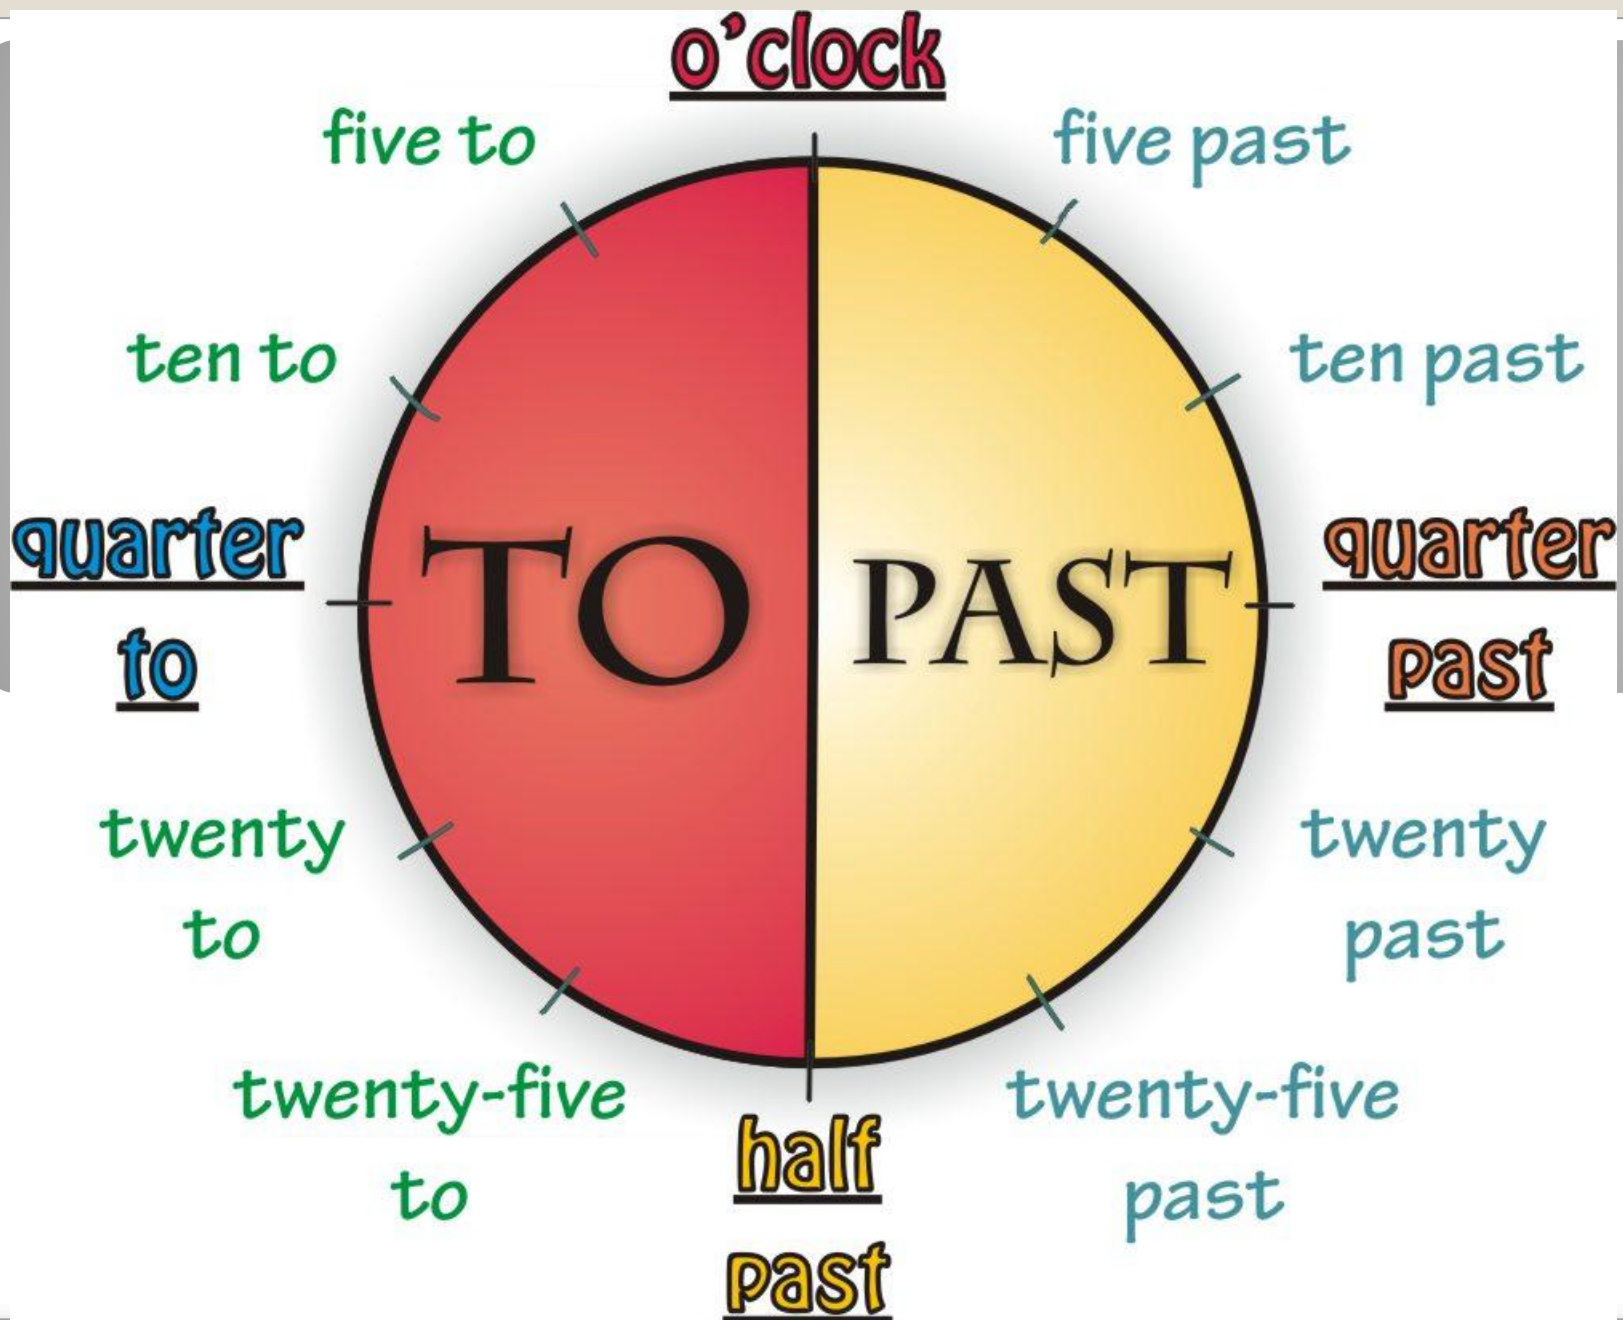 o'clock
five to
five past
ten to
ten past
quarter
to
quarter
past
TO
PAST
twenty
to
twenty
past
twenty-five
to
twenty-five
past
half
past